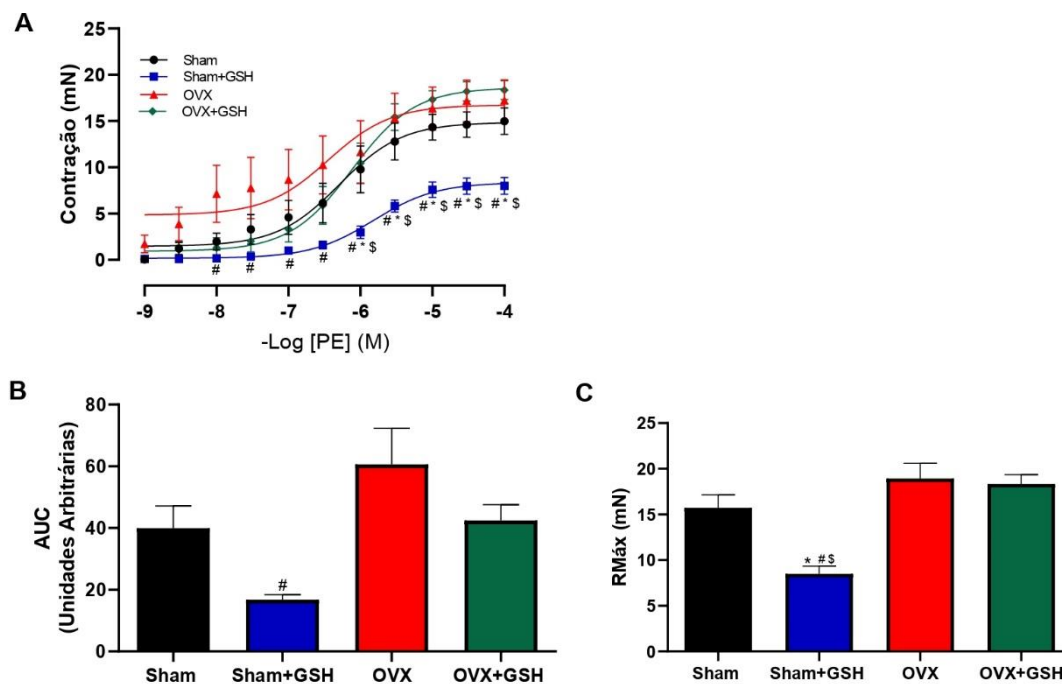 A
25
20
15
10
5
0
Contração (mN)
Sham
Sham+GSH
OVX
OVX+GSH
# # # # #*$ #*$ #*$ #*$ #*$
-9 -8 -7 -6 -5 -4
-Log [PE] (M)
B
80
60
40
20
0
AUC
(Unidades Arbitrárias)
#
Sham Sham+GSH OVX OVX+GSH
C
25
20
15
10
5
0
RMáx (mN)
* #$
Sham Sham+GSH OVX OVX+GSH